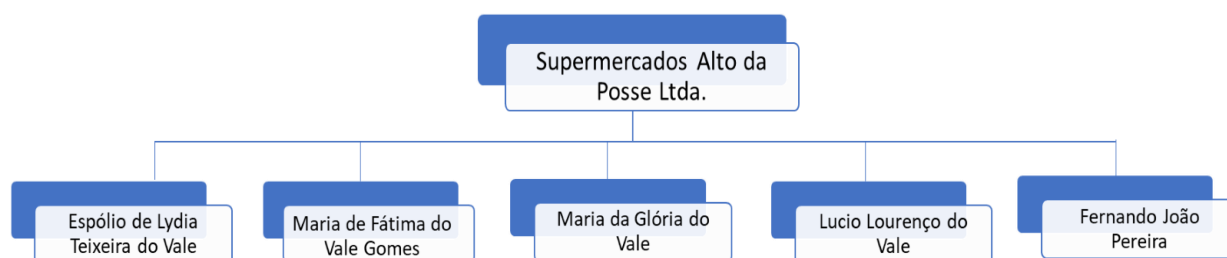 Supermercados Alto da
Posse Ltda.
Espólio de Lydia
Teixeira do Vale
Maria de Fátima do
Vale Gomes
Maria da Glória do
Vale
Lucio Lourenço do
Vale
Fernando João
Pereira